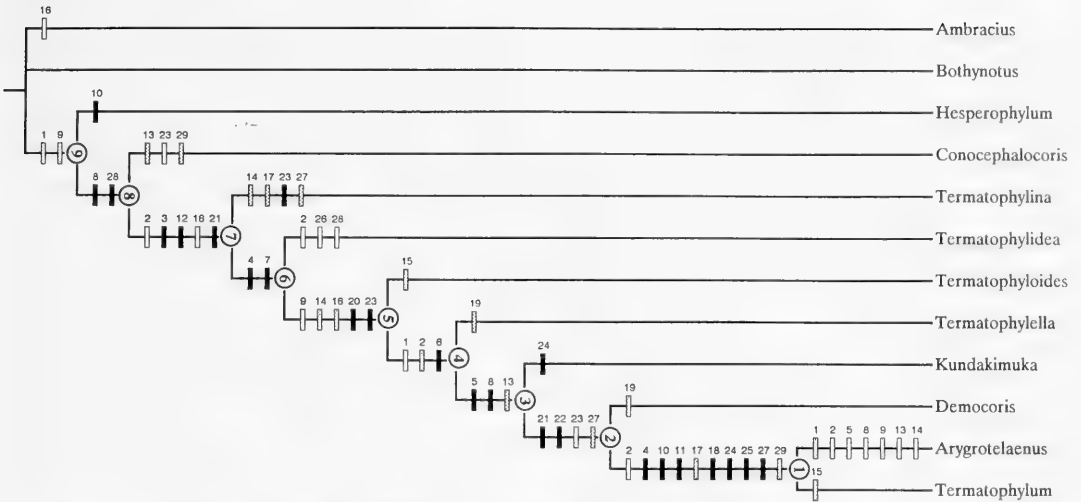 16
Ambracius
Bothynotus
10
Hesperophylum
1 9 9 13 23 29
Conocephalocoris
8 28 8 14 17 23 27
Termatophylina
2 3 12 16 21 7 2 26 28
Termatophylidea
4 7 6 15
Termatophyloides
9 14 16 20 23 5 19
Termatophylella
1 2 6 4 24
Kundakimuka
5 8 13 3 19
Democoris
21 22 23 27 2 1 2 5 8 9 13 14
Arygrotelaenus
2 4 10 11 17 18 24 25 27 29 1 15
Termatophylum